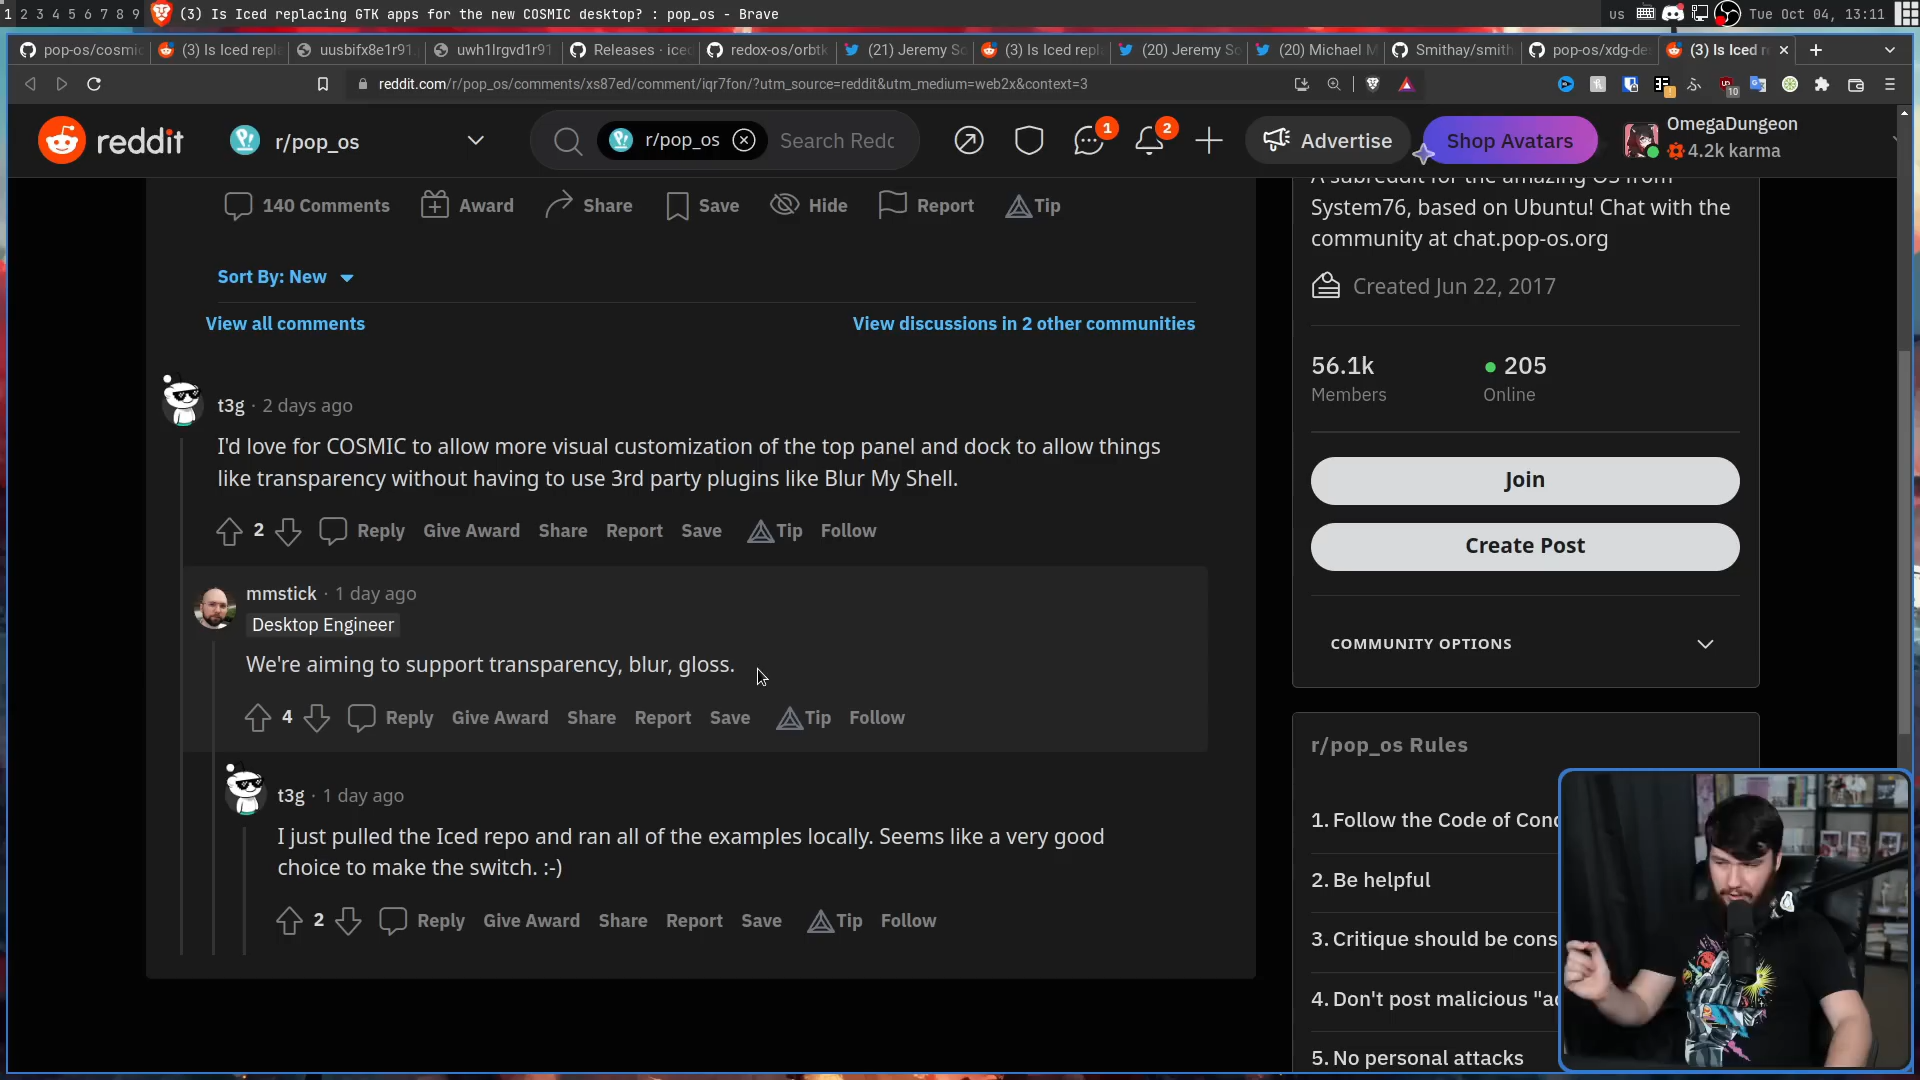 1 2 3 4 5 6 7 8 9 (3) Is Iced replacing GTK apps for the new COSMIC desktop? : pop_os - Brave
us Tue Oct 04, 13:11
pop-os/cosmic (3) Is Iced repl uusbifx8e1r91. uwh1lrgvd1r91 Releases · iced redox-os/orbtk (21) Jeremy So (3) Is Iced repl (20) Jeremy So (20) Michael M Smithay/smith pop-os/xdg-de (3) Is Iced r
reddit.com/r/pop_os/comments/xs87ed/comment/iqr7fon/?utm_source=reddit&utm_medium=web2x&context=3
10
reddit r/pop_os r/pop_os Search Redd 1 2 Advertise Shop Avatars
OmegaDungeon
4.2k karma
140 Comments Award Share Save Hide Report Tip
Sort By: New
View all comments View discussions in 2 other communities
t3g · 2 days ago
I'd love for COSMIC to allow more visual customization of the top panel and dock to allow things
like transparency without having to use 3rd party plugins like Blur My Shell.
2 Reply Give Award Share Report Save Tip Follow
mmstick · 1 day ago
Desktop Engineer
We're aiming to support transparency, blur, gloss.
4 Reply Give Award Share Report Save Tip Follow
t3g · 1 day ago
I just pulled the Iced repo and ran all of the examples locally. Seems like a very good
choice to make the switch. :-)
2 Reply Give Award Share Report Save Tip Follow
A subreddit for the amazing OS from
System76, based on Ubuntu! Chat with the
community at chat.pop-os.org
Created Jun 22, 2017
56.1k 205
Members Online
Join
Create Post
COMMUNITY OPTIONS
r/pop_os Rules
1. Follow the Code of Con
2. Be helpful
3. Critique should be cons
4. Don't post malicious "a
5. No personal attacks